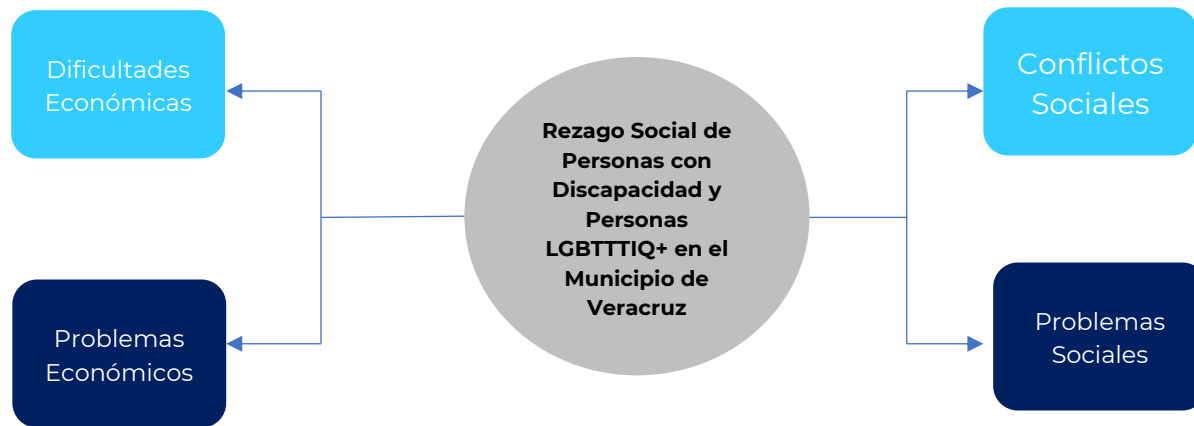 Dificultades
Económicas
Problemas
Económicos
Rezago Social de
Personas con
Discapacidad y
Personas
LGBTTTIQ+ en el
Municipio de
Veracruz
Conflictos
Sociales
Problemas
Sociales